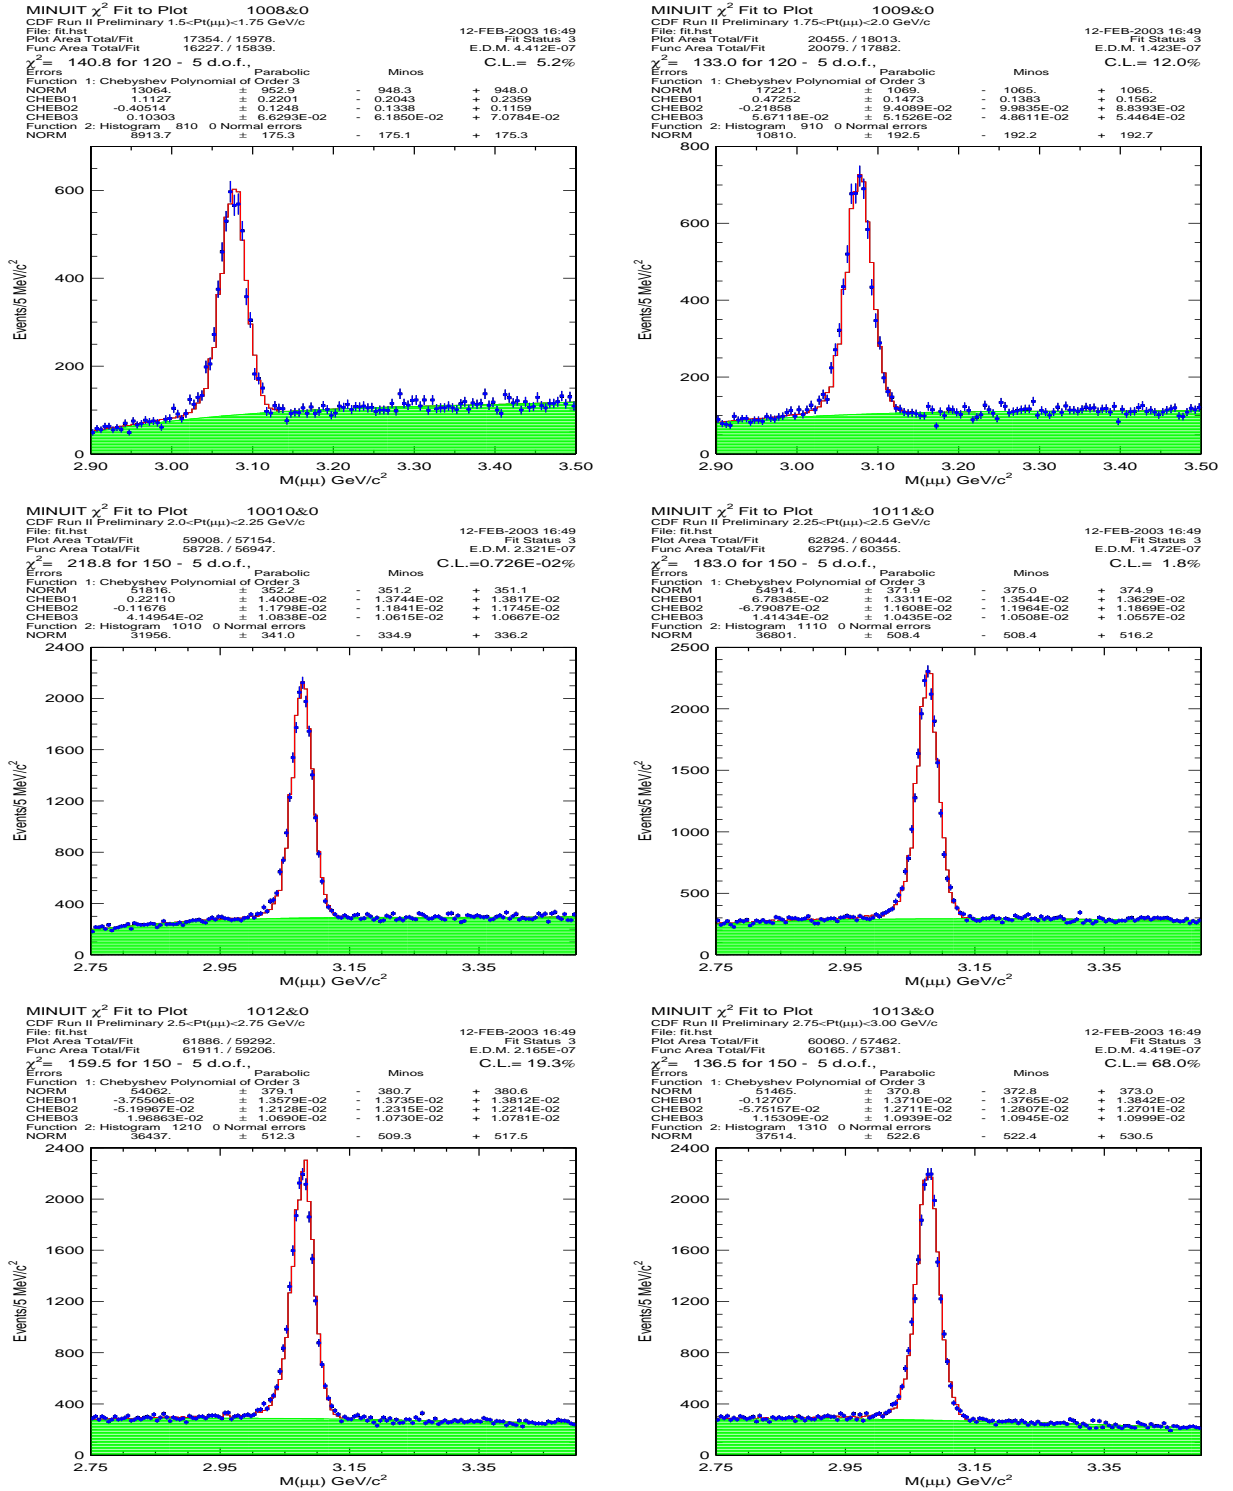 MINUIT χ² Fit to Plot 1008&0
CDF Run II Preliminary 1.5<Pt(μμ)<1.75 GeV/c
File: fit.hst 12-FEB-2003 16:49
Plot Area Total/Fit 17354. / 15978. Fit Status 3
Func Area Total/Fit 16227. / 15839. E.D.M. 4.412E-07
χ²= 140.8 for 120 - 5 d.o.f., C.L.= 5.2%
Errors Parabolic Minos
Function 1: Chebyshev Polynomial of Order 3
NORM 13064. ± 952.9 - 948.3 + 948.0
CHEB01 1.1127 ± 0.2201 - 0.2043 + 0.2359
CHEB02 -0.40514 ± 0.1248 - 0.1338 + 0.1159
CHEB03 0.10303 ± 6.6293E-02 - 6.1850E-02 + 7.0784E-02
Function 2: Histogram 810 0 Normal errors
NORM 8913.7 ± 175.3 - 175.1 + 175.3
600
400
200
0
Events/5 MeV/c²
2.90 3.00 3.10 3.20 3.30 3.40 3.50
M(μμ) GeV/c²
MINUIT χ² Fit to Plot 1009&0
CDF Run II Preliminary 1.75<Pt(μμ)<2.0 GeV/c
File: fit.hst 12-FEB-2003 16:49
Plot Area Total/Fit 20455. / 18013. Fit Status 3
Func Area Total/Fit 20079. / 17882. E.D.M. 1.423E-07
χ²= 133.0 for 120 - 5 d.o.f., C.L.= 12.0%
Errors Parabolic Minos
Function 1: Chebyshev Polynomial of Order 3
NORM 17221. ± 1069. - 1065. + 1065.
CHEB01 0.47252 ± 0.1473 - 0.1383 + 0.1562
CHEB02 -0.21858 ± 9.4089E-02 - 9.9835E-02 + 8.8393E-02
CHEB03 5.67118E-02 ± 5.1526E-02 - 4.8611E-02 + 5.4464E-02
Function 2: Histogram 910 0 Normal errors
NORM 10810. ± 192.5 - 192.2 + 192.7
800
600
400
200
0
Events/5 MeV/c²
2.90 3.00 3.10 3.20 3.30 3.40 3.50
M(μμ) GeV/c²
MINUIT χ² Fit to Plot 10010&0
CDF Run II Preliminary 2.0<Pt(μμ)<2.25 GeV/c
File: fit.hst 12-FEB-2003 16:49
Plot Area Total/Fit 59008. / 57154. Fit Status 3
Func Area Total/Fit 58728. / 56947. E.D.M. 2.321E-07
χ²= 218.8 for 150 - 5 d.o.f., C.L.=0.726E-02%
Errors Parabolic Minos
Function 1: Chebyshev Polynomial of Order 3
NORM 51816. ± 352.2 - 351.2 + 351.1
CHEB01 0.22110 ± 1.4008E-02 - 1.3744E-02 + 1.3817E-02
CHEB02 -0.11676 ± 1.1798E-02 - 1.1841E-02 + 1.1745E-02
CHEB03 4.14954E-02 ± 1.0838E-02 - 1.0615E-02 + 1.0667E-02
Function 2: Histogram 1010 0 Normal errors
NORM 31956. ± 341.0 - 334.9 + 336.2
2400
2000
1600
1200
800
400
0
Events/5 MeV/c²
2.75 2.95 3.15 3.35
M(μμ) GeV/c²
MINUIT χ² Fit to Plot 1011&0
CDF Run II Preliminary 2.25<Pt(μμ)<2.5 GeV/c
File: fit.hst 12-FEB-2003 16:49
Plot Area Total/Fit 62824. / 60444. Fit Status 3
Func Area Total/Fit 62795. / 60355. E.D.M. 1.472E-07
χ²= 183.0 for 150 - 5 d.o.f., C.L.= 1.8%
Errors Parabolic Minos
Function 1: Chebyshev Polynomial of Order 3
NORM 54914. ± 371.9 - 375.0 + 374.9
CHEB01 6.78385E-02 ± 1.3311E-02 - 1.3544E-02 + 1.3629E-02
CHEB02 -6.79087E-02 ± 1.1608E-02 - 1.1964E-02 + 1.1869E-02
CHEB03 1.41434E-02 ± 1.0435E-02 - 1.0508E-02 + 1.0557E-02
Function 2: Histogram 1110 0 Normal errors
NORM 36801. ± 508.4 - 508.4 + 516.2
2500
2000
1500
1000
500
0
Events/5 MeV/c²
2.75 2.95 3.15 3.35
M(μμ) GeV/c²
MINUIT χ² Fit to Plot 1012&0
CDF Run II Preliminary 2.5<Pt(μμ)<2.75 GeV/c
File: fit.hst 12-FEB-2003 16:49
Plot Area Total/Fit 61886. / 59292. Fit Status 3
Func Area Total/Fit 61911. / 59206. E.D.M. 2.165E-07
χ²= 159.5 for 150 - 5 d.o.f., C.L.= 19.3%
Errors Parabolic Minos
Function 1: Chebyshev Polynomial of Order 3
NORM 54062. ± 379.1 - 380.7 + 380.6
CHEB01 -3.75506E-02 ± 1.3579E-02 - 1.3735E-02 + 1.3812E-02
CHEB02 -5.19967E-02 ± 1.2128E-02 - 1.2315E-02 + 1.2214E-02
CHEB03 1.96863E-02 ± 1.0690E-02 - 1.0730E-02 + 1.0781E-02
Function 2: Histogram 1210 0 Normal errors
NORM 36437. ± 512.3 - 509.3 + 517.5
2400
2000
1600
1200
800
400
0
Events/5 MeV/c²
2.75 2.95 3.15 3.35
M(μμ) GeV/c²
MINUIT χ² Fit to Plot 1013&0
CDF Run II Preliminary 2.75<Pt(μμ)<3.00 GeV/c
File: fit.hst 12-FEB-2003 16:49
Plot Area Total/Fit 60060. / 57462. Fit Status 3
Func Area Total/Fit 60165. / 57381. E.D.M. 4.419E-07
χ²= 136.5 for 150 - 5 d.o.f., C.L.= 68.0%
Errors Parabolic Minos
Function 1: Chebyshev Polynomial of Order 3
NORM 51465. ± 370.8 - 372.8 + 373.0
CHEB01 -0.12707 ± 1.3710E-02 - 1.3765E-02 + 1.3842E-02
CHEB02 -5.75157E-02 ± 1.2711E-02 - 1.2807E-02 + 1.2701E-02
CHEB03 1.15309E-02 ± 1.0939E-02 - 1.0945E-02 + 1.0999E-02
Function 2: Histogram 1310 0 Normal errors
NORM 37514. ± 522.6 - 522.4 + 530.5
2400
2000
1600
1200
800
400
0
Events/5 MeV/c²
2.75 2.95 3.15 3.35
M(μμ) GeV/c²